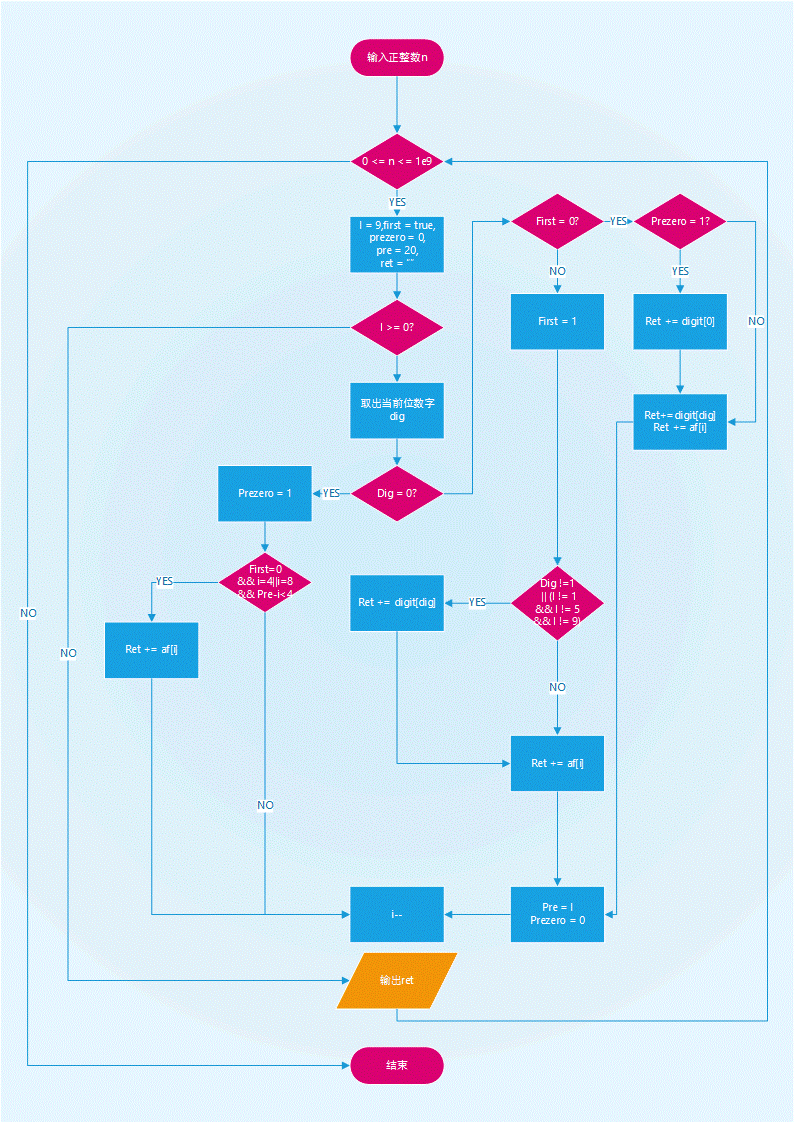 输入正整数n
0 <= n <= 1e9
YES
I = 9,first = true,
prezero = 0,
pre = 20,
ret = “”
First = 0?
YES
Prezero = 1?
NO
YES
First = 1
Ret += digit[0]
NO
I >= 0?
取出当前位数字
dig
Ret+=digit[dig]
Ret += af[i]
Prezero = 1
YES
Dig = 0?
First=0
&& i=4||i=8
&& Pre-i<4
YES
Ret += digit[dig]
YES
Dig !=1
|| (I != 1
&& I != 5
&& I != 9)
NO
Ret += af[i]
NO
NO
Ret += af[i]
NO
i--
Pre = I
Prezero = 0
输出ret
结束